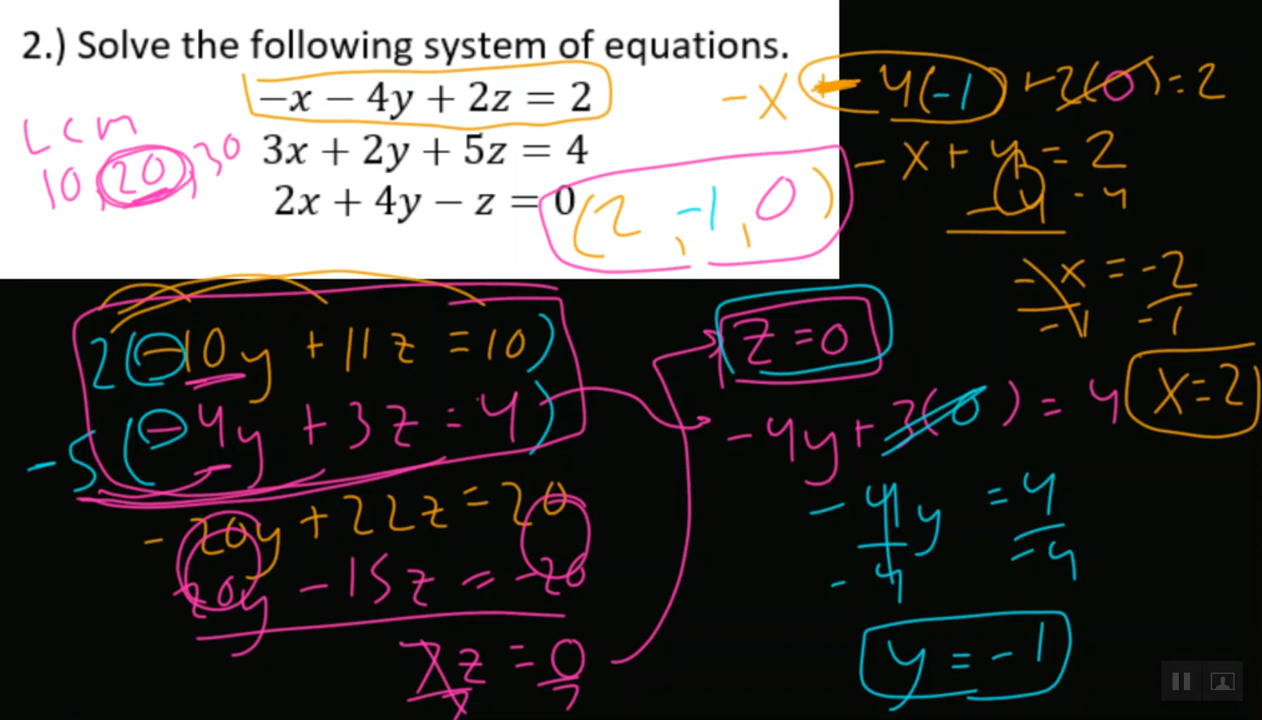 2.) Solve the following system of equations.
−x − 4y + 2z = 2
3x + 2y + 5z = 4
2x + 4y − z = 0
LCM
10, 20, 30
(2, -1, 0)
2(-10y + 11z = 10)
-5(-4y + 3z = 4)
-20y + 22z = 20
20y - 15z = -20
7z = 0
7 7
z = 0
-4y + 3(0) = 4
-4y = 4
-4 -4
y = -1
-x - 4(-1) + 2(0) = 2
-x + 4 = 2
-4 -4
-x = -2
-1 -1
x = 2